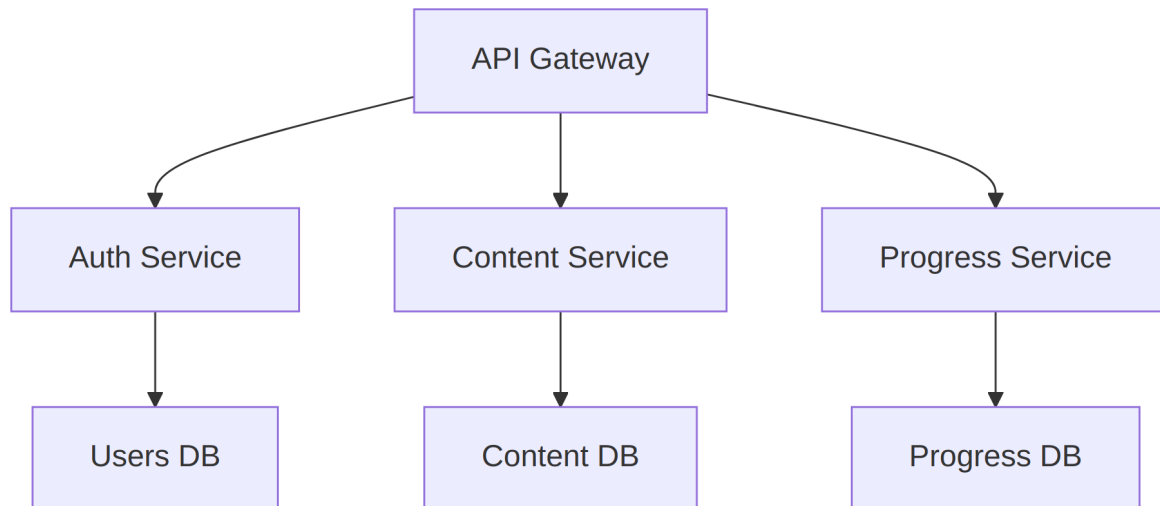 API Gateway
Auth Service
Content Service
Progress Service
Users DB
Content DB
Progress DB